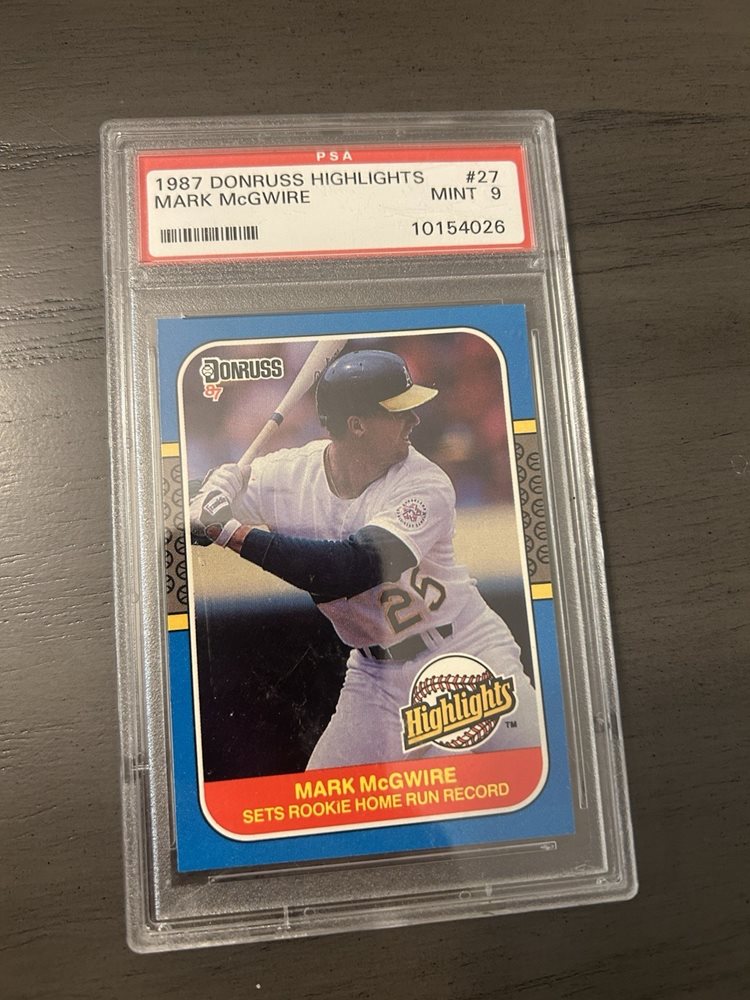 PSA
1987 DONRUSS HIGHLIGHTS #27
MARK McGWIRE MINT 9
10154026
DONRUSS
87
25
Highlights
TM
MARK McGWIRE
SETS ROOKIE HOME RUN RECORD